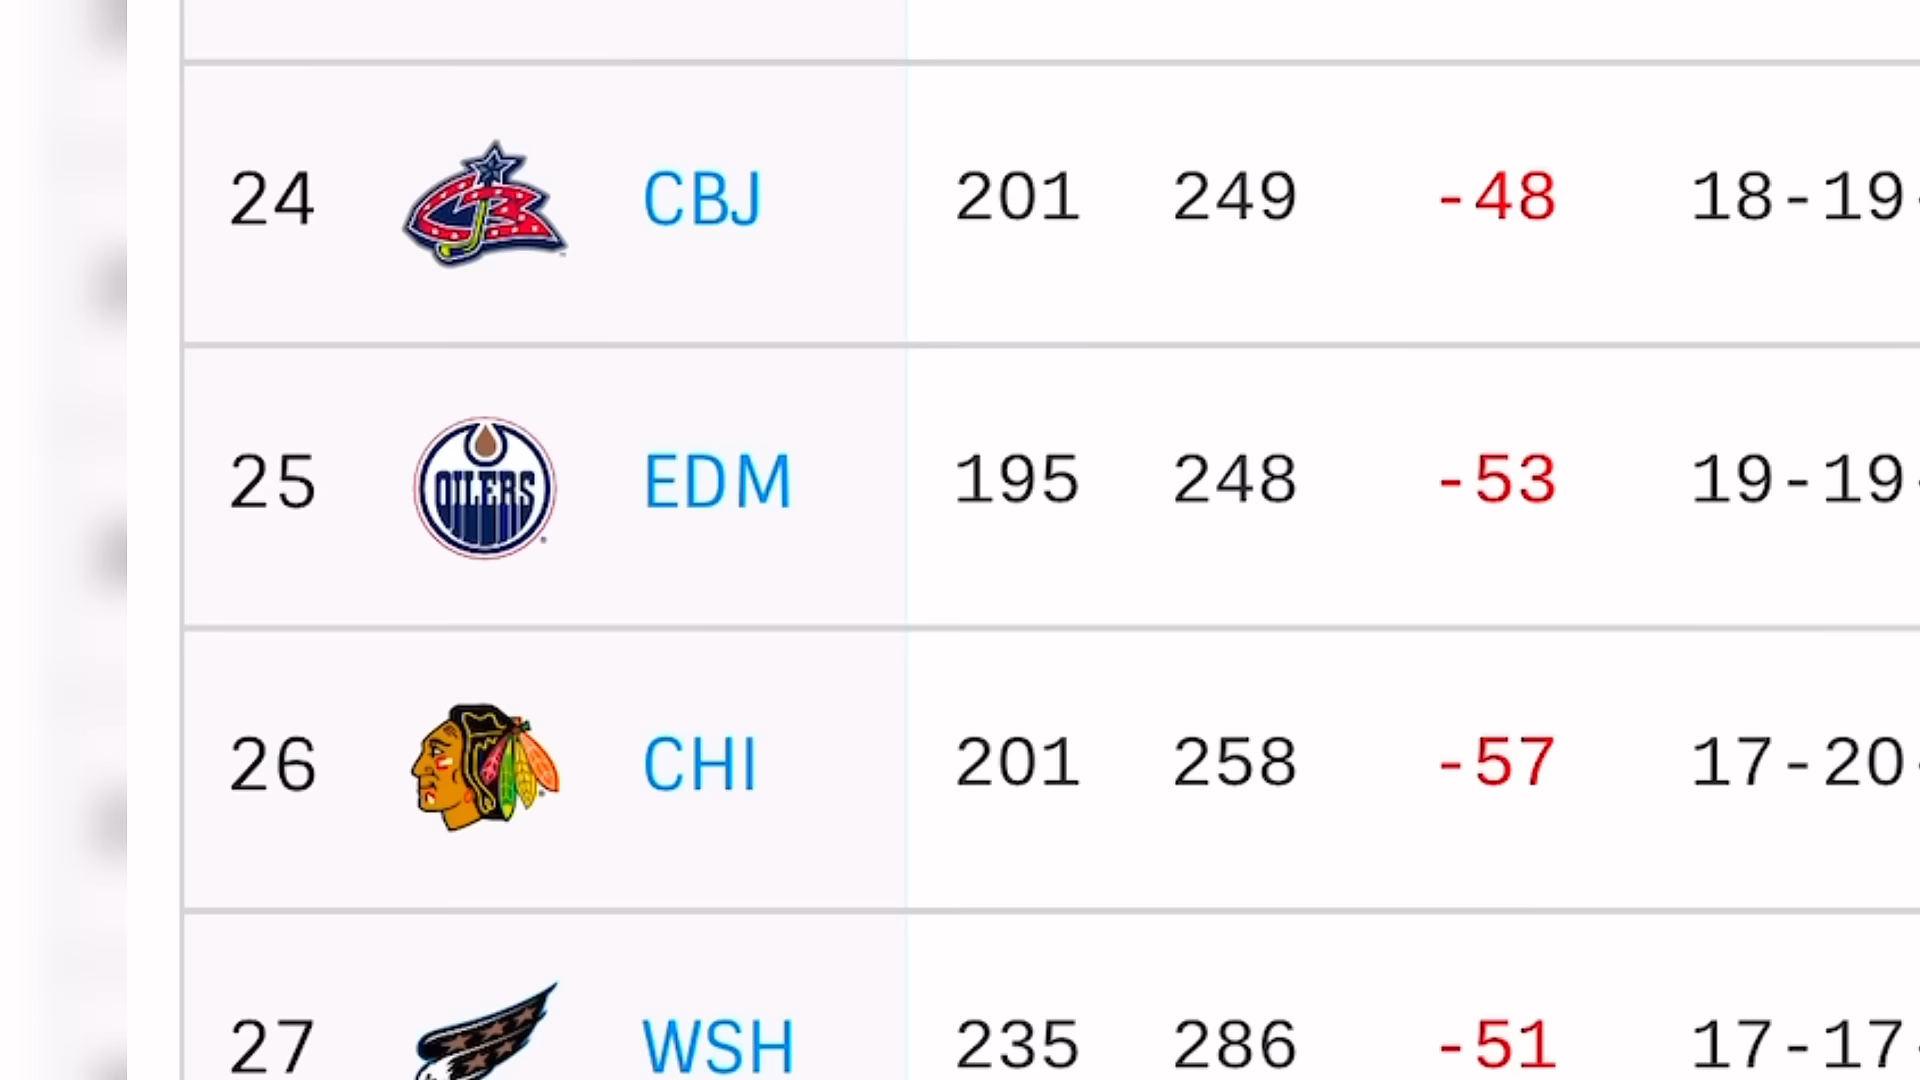 24 CBJ 201 249 -48 18-19-
25 OILERS EDM 195 248 -53 19-19-
26 CHI 201 258 -57 17-20-
27 WSH 235 286 -51 17-17-